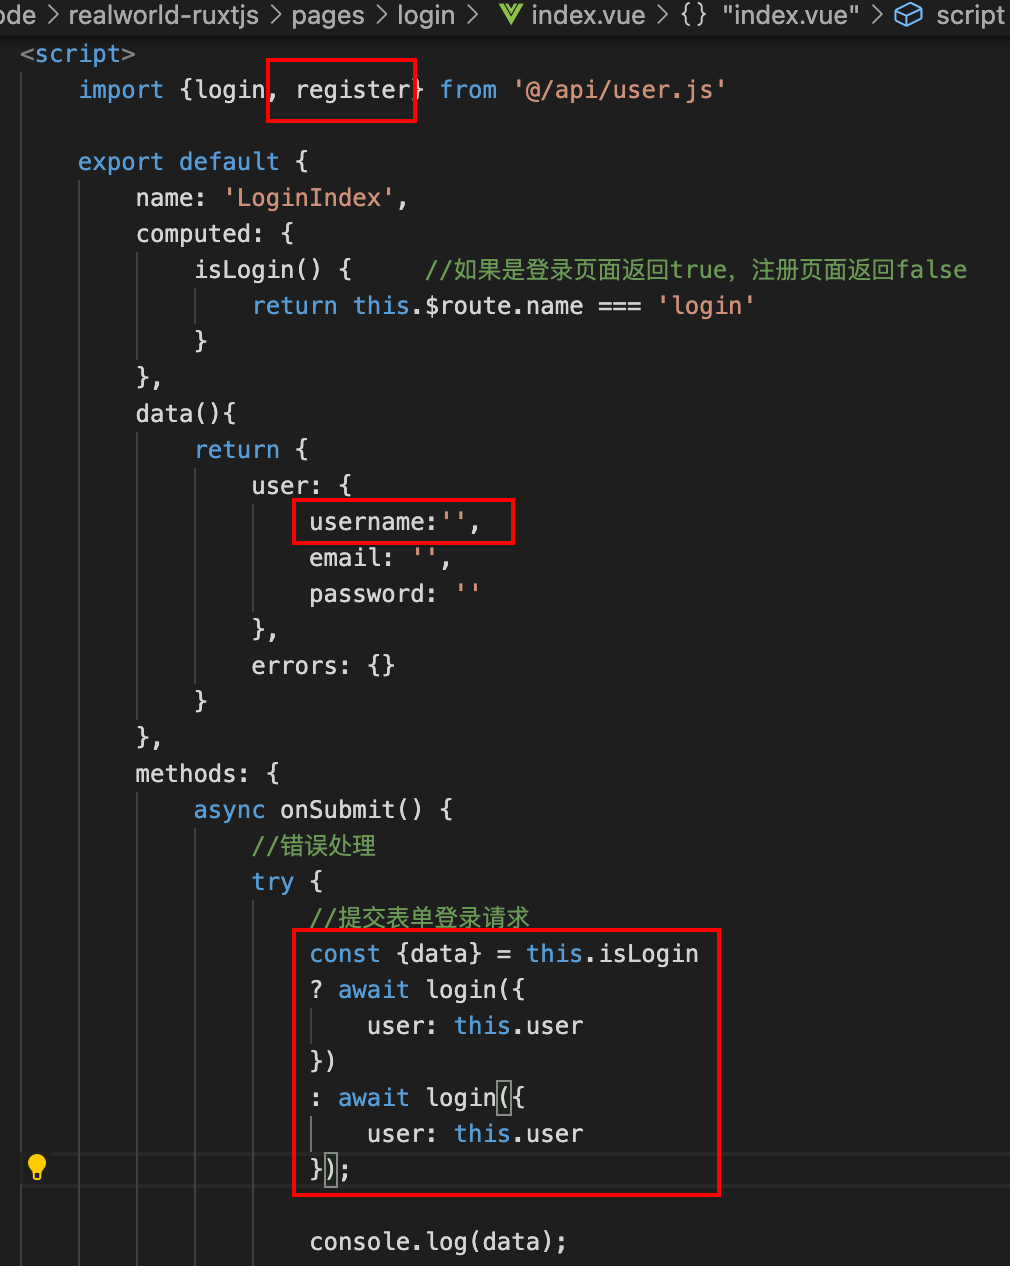 ode > realworld-ruxtjs > pages > login > index.vue > {} "index.vue" > script
<script>
import {login, register} from '@/api/user.js'
export default {
name: 'LoginIndex',
computed: {
isLogin() { //如果是登录页面返回true，注册页面返回false
return this.$route.name === 'login'
}
},
data(){
return {
user: {
username:'',
email: '',
password: ''
},
errors: {}
}
},
methods: {
async onSubmit() {
//错误处理
try {
//提交表单登录请求
const {data} = this.isLogin
? await login({
user: this.user
})
: await login({
user: this.user
});
console.log(data);